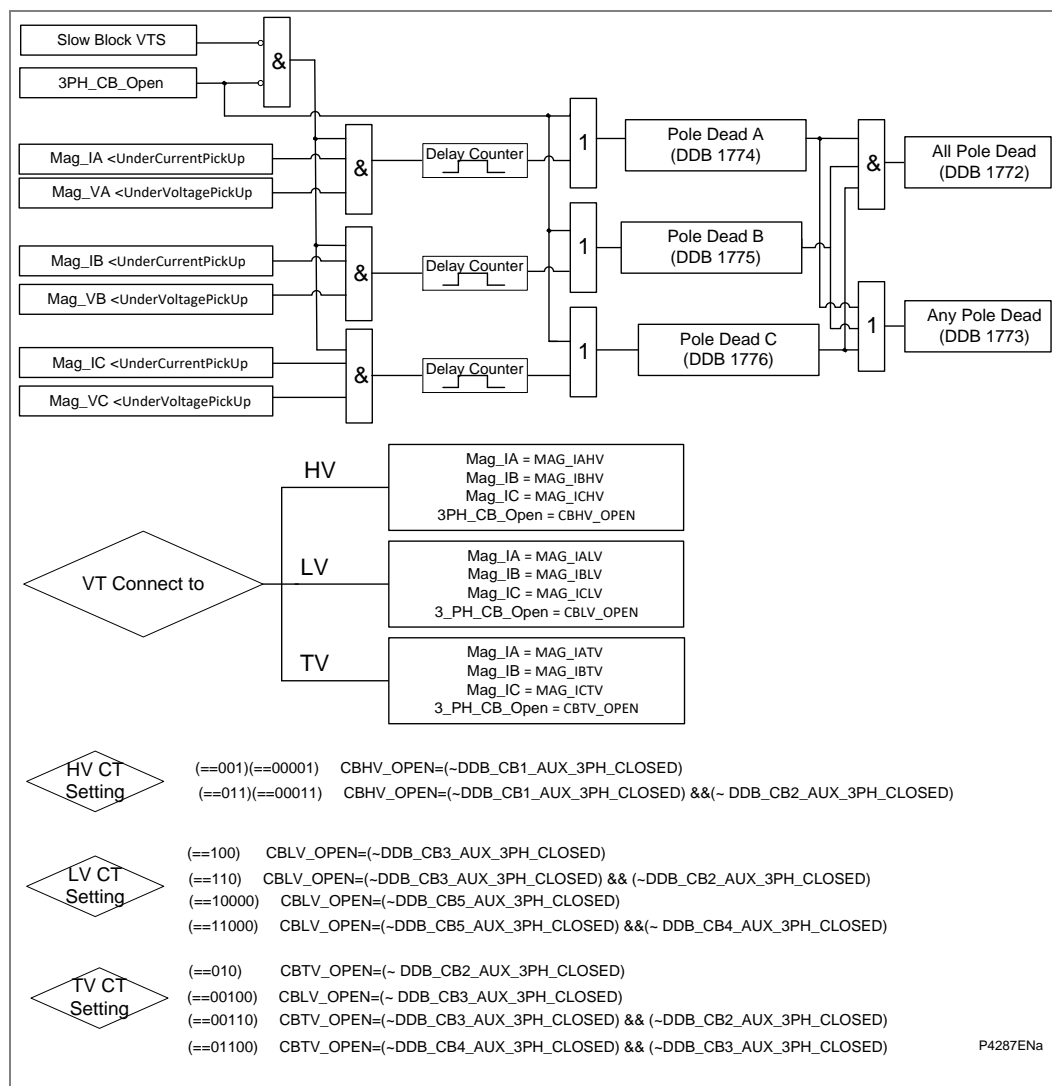 Slow Block VTS
&
3PH_CB_Open
Mag_IA <UnderCurrentPickUp
Mag_VA <UnderVoltagePickUp
&
Delay Counter
1
Pole Dead A
(DDB 1774)
&
All Pole Dead
(DDB 1772)
Mag_IB <UnderCurrentPickUp
Mag_VB <UnderVoltagePickUp
&
Delay Counter
1
Pole Dead B
(DDB 1775)
Mag_IC <UnderCurrentPickUp
Mag_VC <UnderVoltagePickUp
&
Delay Counter
1
Pole Dead C
(DDB 1776)
1
Any Pole Dead
(DDB 1773)
VT Connect to
HV
Mag_IA = MAG_IAHV
Mag_IB = MAG_IBHV
Mag_IC = MAG_ICHV
3PH_CB_Open = CBHV_OPEN
LV
Mag_IA = MAG_IALV
Mag_IB = MAG_IBLV
Mag_IC = MAG_ICLV
3_PH_CB_Open = CBLV_OPEN
TV
Mag_IA = MAG_IATV
Mag_IB = MAG_IBTV
Mag_IC = MAG_ICTV
3_PH_CB_Open = CBTV_OPEN
HV CT
Setting
(==001)(==00001) CBHV_OPEN=(~DDB_CB1_AUX_3PH_CLOSED)
(==011)(==00011) CBHV_OPEN=(~DDB_CB1_AUX_3PH_CLOSED) &&(~ DDB_CB2_AUX_3PH_CLOSED)
LV CT
Setting
(==100) CBLV_OPEN=(~DDB_CB3_AUX_3PH_CLOSED)
(==110) CBLV_OPEN=(~DDB_CB3_AUX_3PH_CLOSED) && (~DDB_CB2_AUX_3PH_CLOSED)
(==10000) CBLV_OPEN=(~DDB_CB5_AUX_3PH_CLOSED)
(==11000) CBLV_OPEN=(~DDB_CB5_AUX_3PH_CLOSED) &&(~ DDB_CB4_AUX_3PH_CLOSED)
TV CT
Setting
(==010) CBTV_OPEN=(~ DDB_CB2_AUX_3PH_CLOSED)
(==00100) CBLV_OPEN=(~ DDB_CB3_AUX_3PH_CLOSED)
(==00110) CBTV_OPEN=(~DDB_CB3_AUX_3PH_CLOSED) && (~DDB_CB2_AUX_3PH_CLOSED)
(==01100) CBTV_OPEN=(~DDB_CB4_AUX_3PH_CLOSED) && (~DDB_CB3_AUX_3PH_CLOSED)
P4287ENa